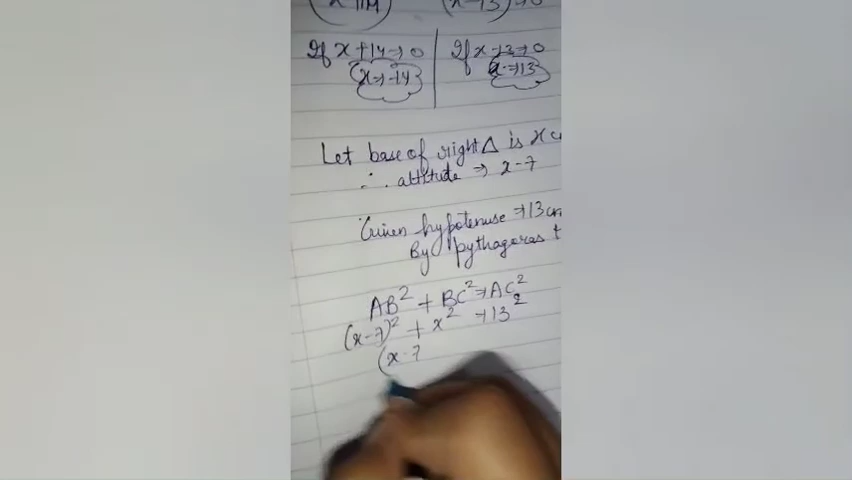 If x + 14 → 0
x → -14
If x - 13 → 0
x → 13
Let base of right △ is x c
∴ altitude ⇒ x - 7
Given hypotenuse → 13 cm
By pythagoras t
AB² + BC² → AC²
(x - 7)² + x² → 13²
(x - 7